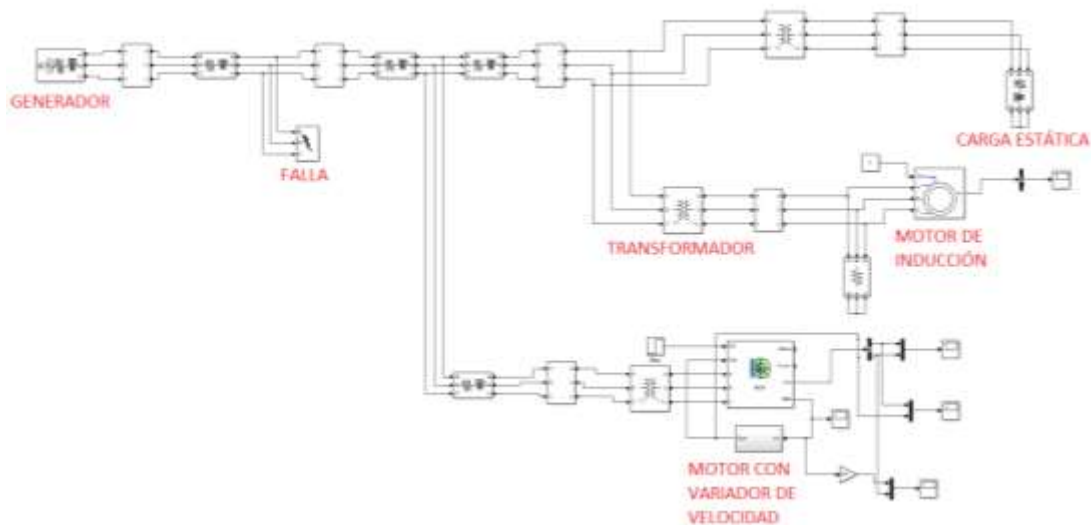 GENERADOR
FALLA
CARGA ESTÁTICA
TRANSFORMADOR
MOTOR DE
INDUCCIÓN
MOTOR CON
VARIADOR DE
VELOCIDAD